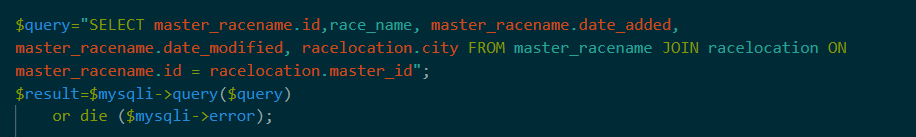 $query="SELECT master_racename.id,race_name, master_racename.date_added,
master_racename.date_modified, racelocation.city FROM master_racename JOIN racelocation ON
master_racename.id = racelocation.master_id";
$result=$mysqli->query($query)
    or die ($mysqli->error);